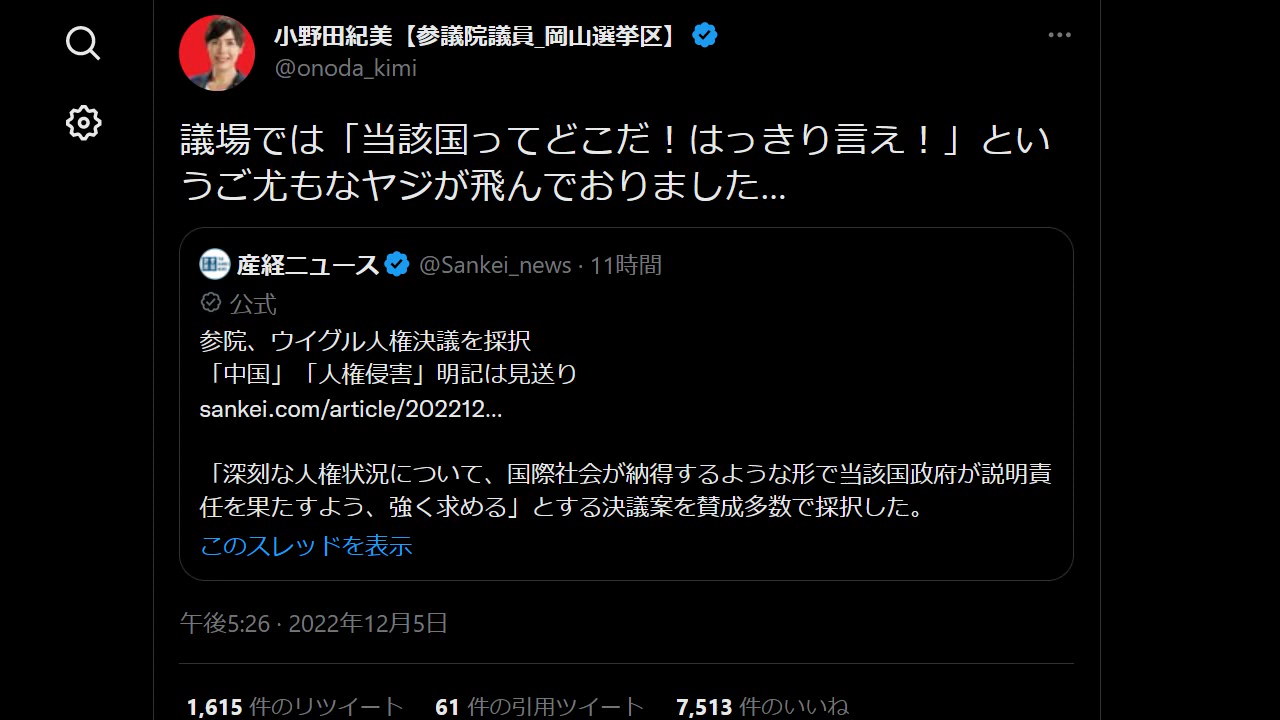 小野田紀美【参議院議員_岡山選挙区】
@onoda_kimi
議場では「当該国ってどこだ！はっきり言え！」とい
うご尤もなヤジが飛んでおりました...
産経ニュース @Sankei_news · 11時間
公式
参院、ウイグル人権決議を採択
「中国」「人権侵害」明記は見送り
sankei.com/article/202212...
「深刻な人権状況について、国際社会が納得するような形で当該国政府が説明責
任を果たすよう、強く求める」とする決議案を賛成多数で採択した。
このスレッドを表示
午後5:26 · 2022年12月5日
1,615 件のリツイート 61 件の引用ツイート 7,513 件のいいね